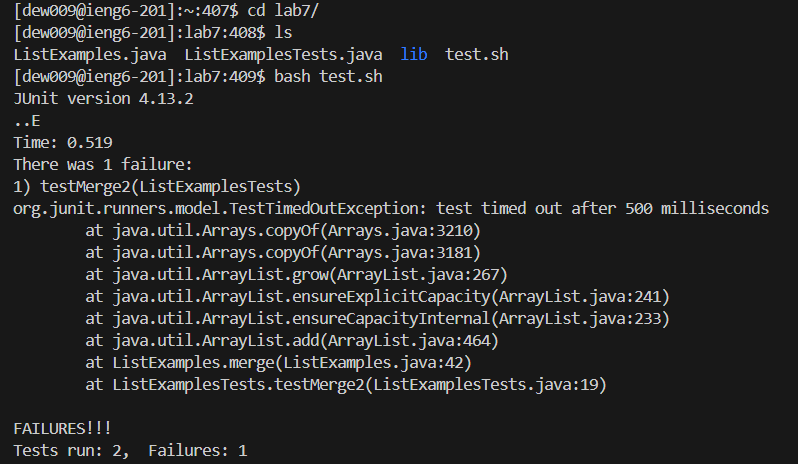 [dew009@ieng6-201]:~:407$ cd lab7/
[dew009@ieng6-201]:lab7:408$ ls
ListExamples.java  ListExamplesTests.java  lib  test.sh
[dew009@ieng6-201]:lab7:409$ bash test.sh
JUnit version 4.13.2
..E
Time: 0.519
There was 1 failure:
1) testMerge2(ListExamplesTests)
org.junit.runners.model.TestTimedOutException: test timed out after 500 milliseconds
        at java.util.Arrays.copyOf(Arrays.java:3210)
        at java.util.Arrays.copyOf(Arrays.java:3181)
        at java.util.ArrayList.grow(ArrayList.java:267)
        at java.util.ArrayList.ensureExplicitCapacity(ArrayList.java:241)
        at java.util.ArrayList.ensureCapacityInternal(ArrayList.java:233)
        at java.util.ArrayList.add(ArrayList.java:464)
        at ListExamples.merge(ListExamples.java:42)
        at ListExamplesTests.testMerge2(ListExamplesTests.java:19)

FAILURES!!!
Tests run: 2,  Failures: 1